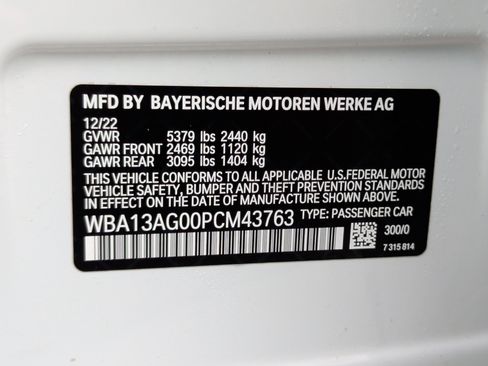 MFD BY BAYERISCHE MOTOREN WERKE AG
12/22
GVWR 5379 lbs 2440 kg
GAWR FRONT 2469 lbs 1120 kg
GAWR REAR 3095 lbs 1404 kg
THIS VEHICLE CONFORMS TO ALL APPLICABLE U.S.FEDERAL MOTOR
VEHICLE SAFETY, BUMPER AND THEFT PREVENTION STANDARDS
IN EFFECT ON THE DATE OF MANUFACTURE SHOWN ABOVE.
WBA13AG00PCM43763 TYPE: PASSENGER CAR
300/0
7 315 814